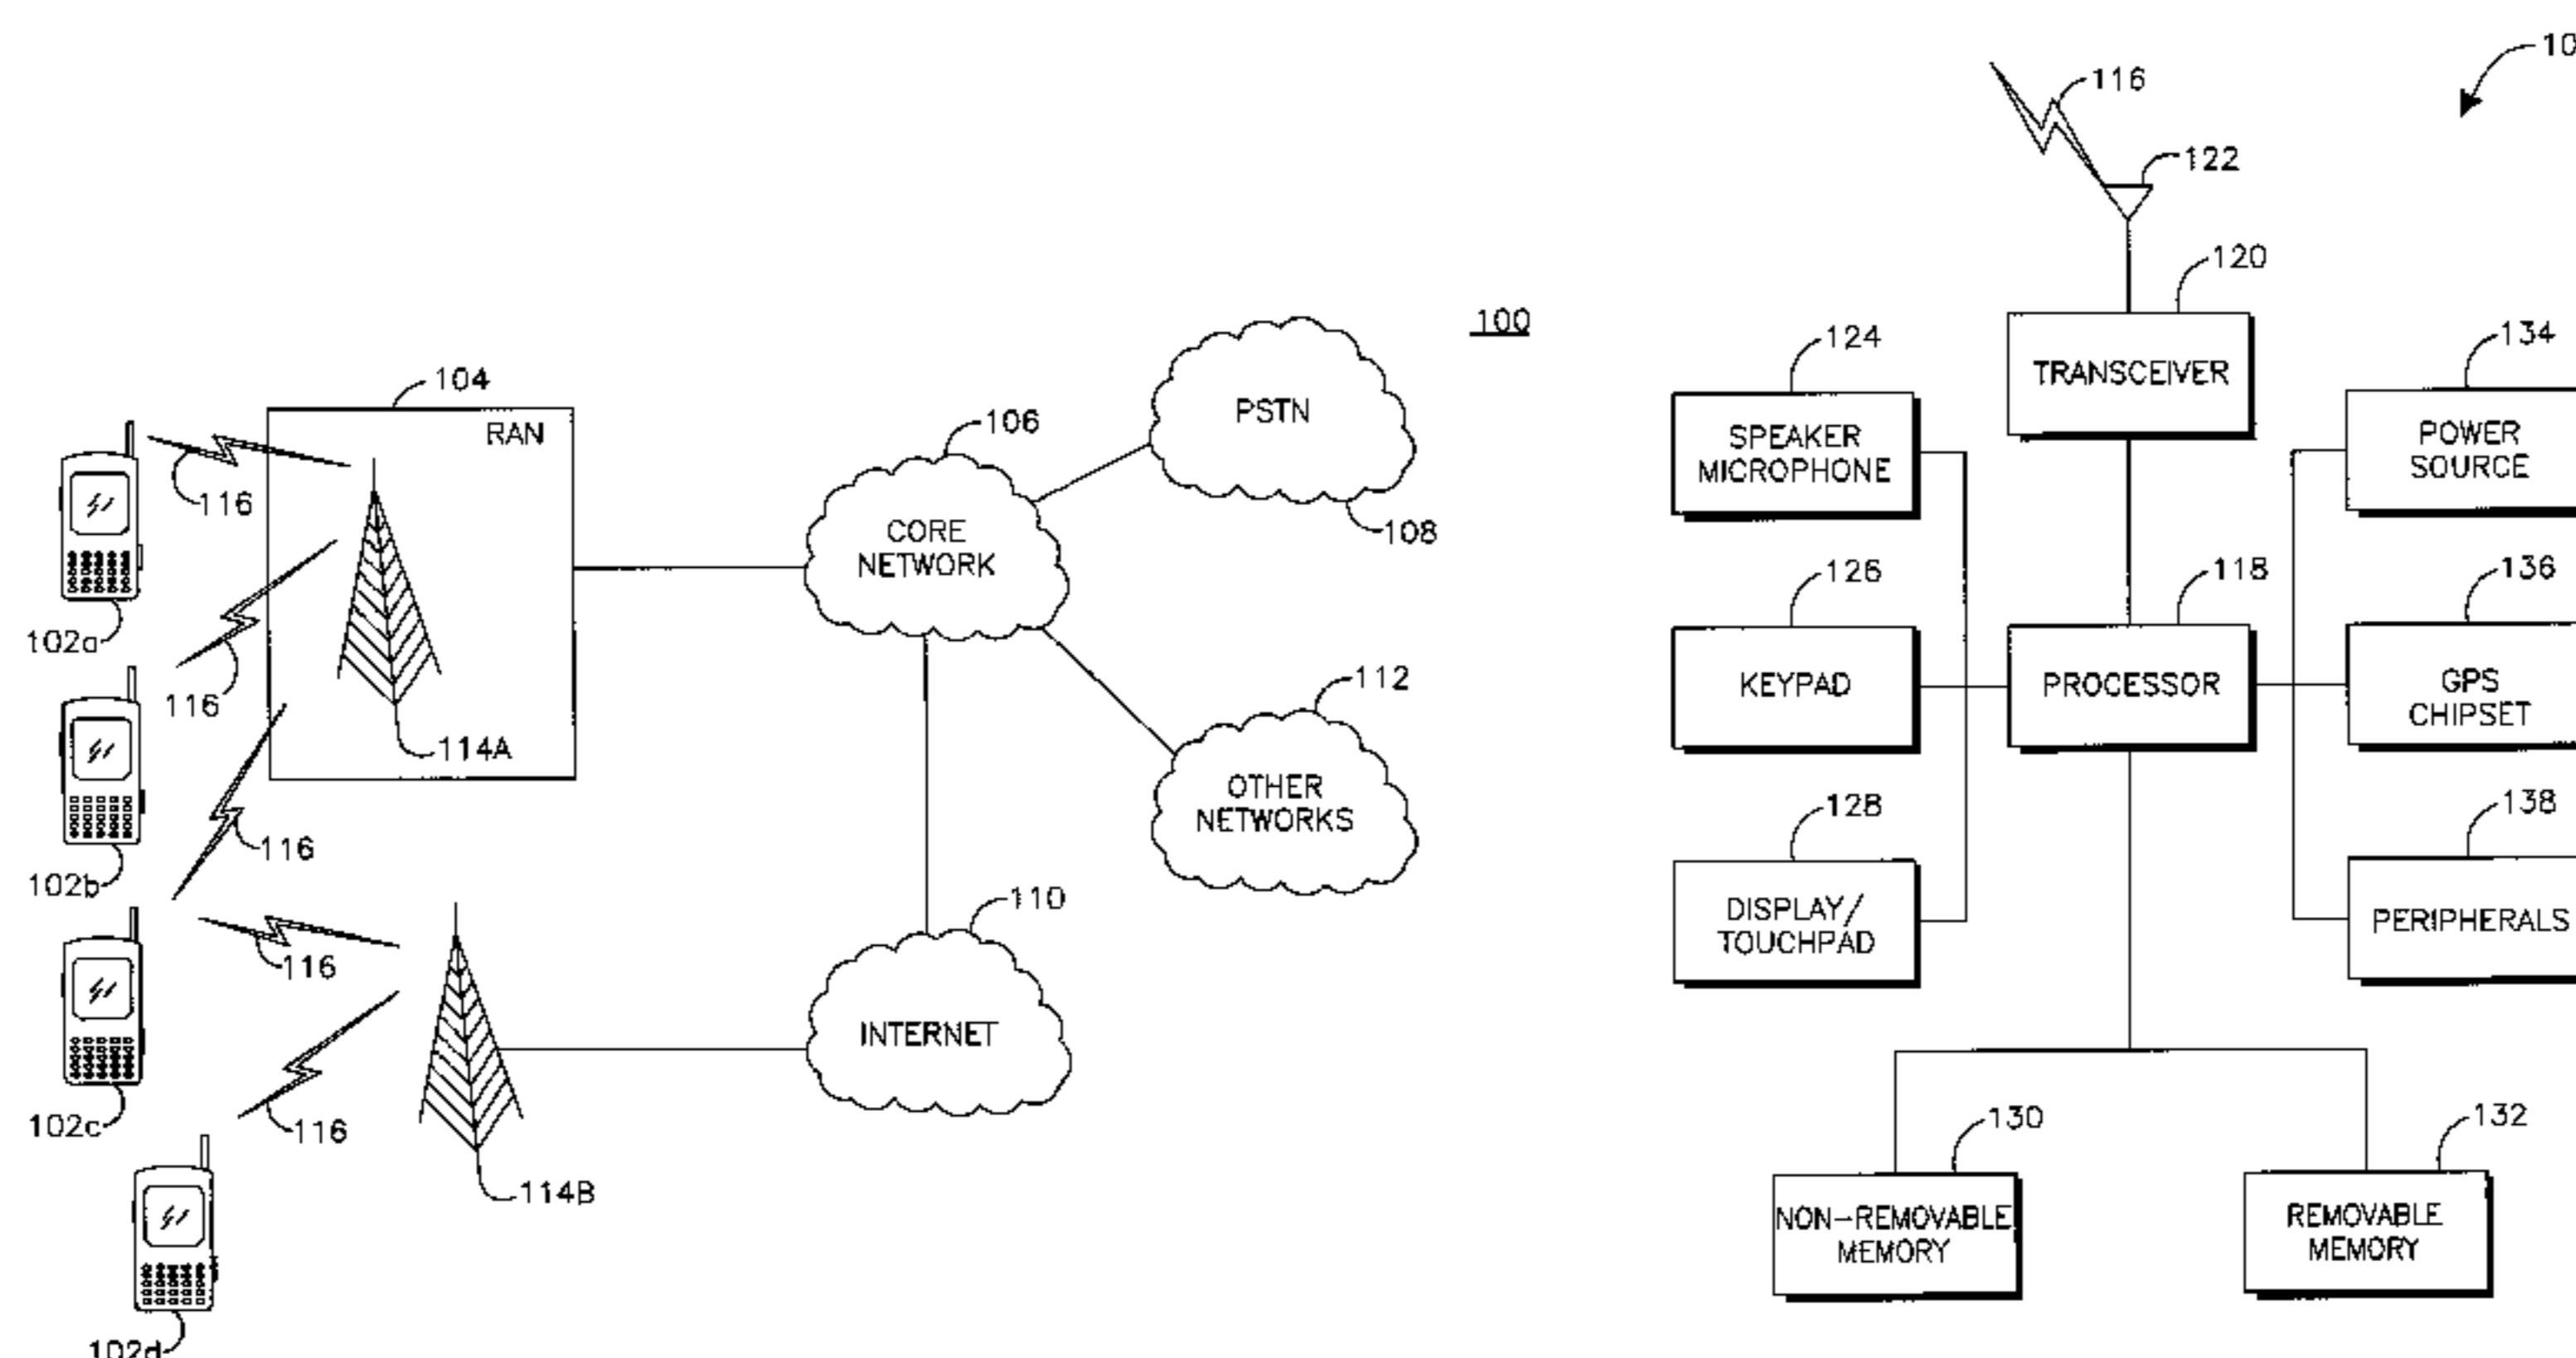 100
104
RAN
116
102a
116
114A
102b
116
116
102c
116
114B
102d
106
CORE
NETWORK
PSTN
108
112
OTHER
NETWORKS
110
INTERNET
10
116
122
120
TRANSCEIVER
124
SPEAKER
MICROPHONE
134
POWER
SOURCE
126
KEYPAD
118
PROCESSOR
136
GPS
CHIPSET
128
DISPLAY/
TOUCHPAD
138
PERIPHERALS
130
NON-REMOVABLE
MEMORY
132
REMOVABLE
MEMORY